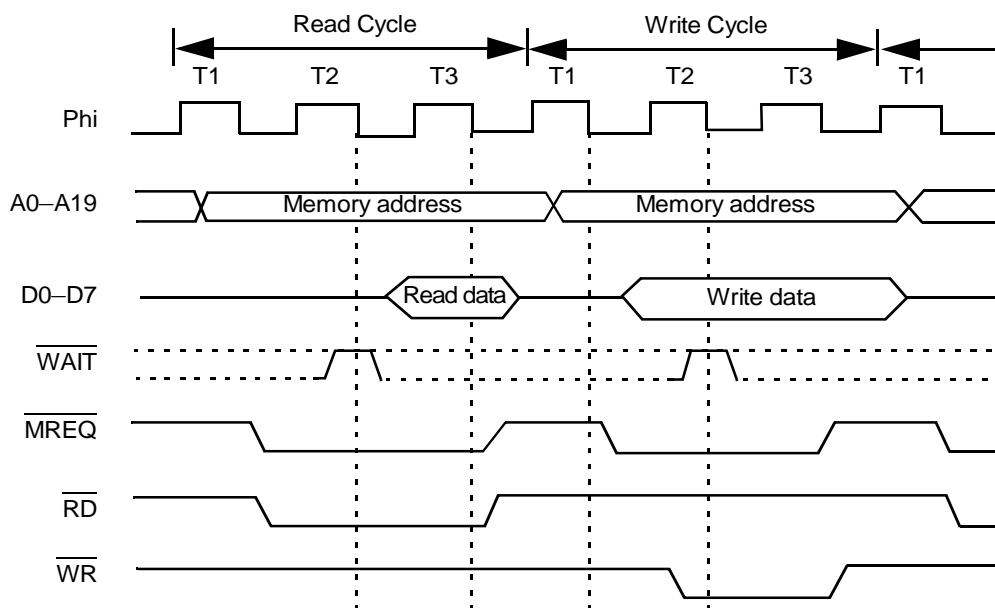 Read Cycle Write Cycle
T1 T2 T3 T1 T2 T3 T1
Phi
A0–A19 Memory address Memory address
D0–D7 Read data Write data
WAIT
MREQ
RD
WR